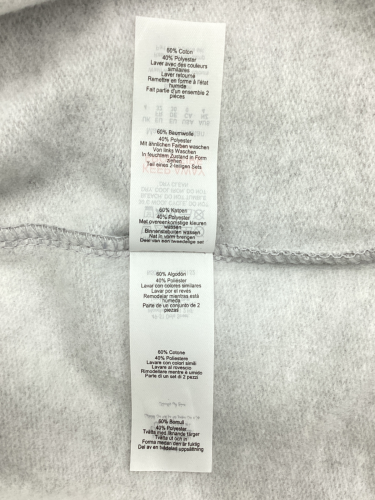 60% Coton
40% Polyester
Laver avec des couleurs
similaires
Laver retourné
Remettre en forme à l'état
humide
Fait partie d'un ensemble 2
pièces
60% Baumwolle
40% Polyester
Mit ähnlichen Farben waschen
Von links Waschen
In feuchtem Zustand in Form
ziehen
Teil eines 2-teiligen Sets
60% Katoen
40% Polyester
Met overeenkomstige kleuren
wassen
Binnenstebuiten wassen
Nat in vorm brengen
Deel van een tweedelige set
60% Algodón
40% Poliéster
Lavar con colores similares
Lavar por el revés
Remodelar mientras está
humedo
Parte de un conjunto de 2
piezas
60% Cotone
40% Poliestere
Lavare con colori simili
Lavare al rovescio
Rimodellare mentre è umido
Parte di un set di 2 pezzi
60% Bomull
40% Polyester
Tvätta med liknande färger
Tvätta ut och in
Forma medan den är fuktig
Del av en tvådelad uppsättning